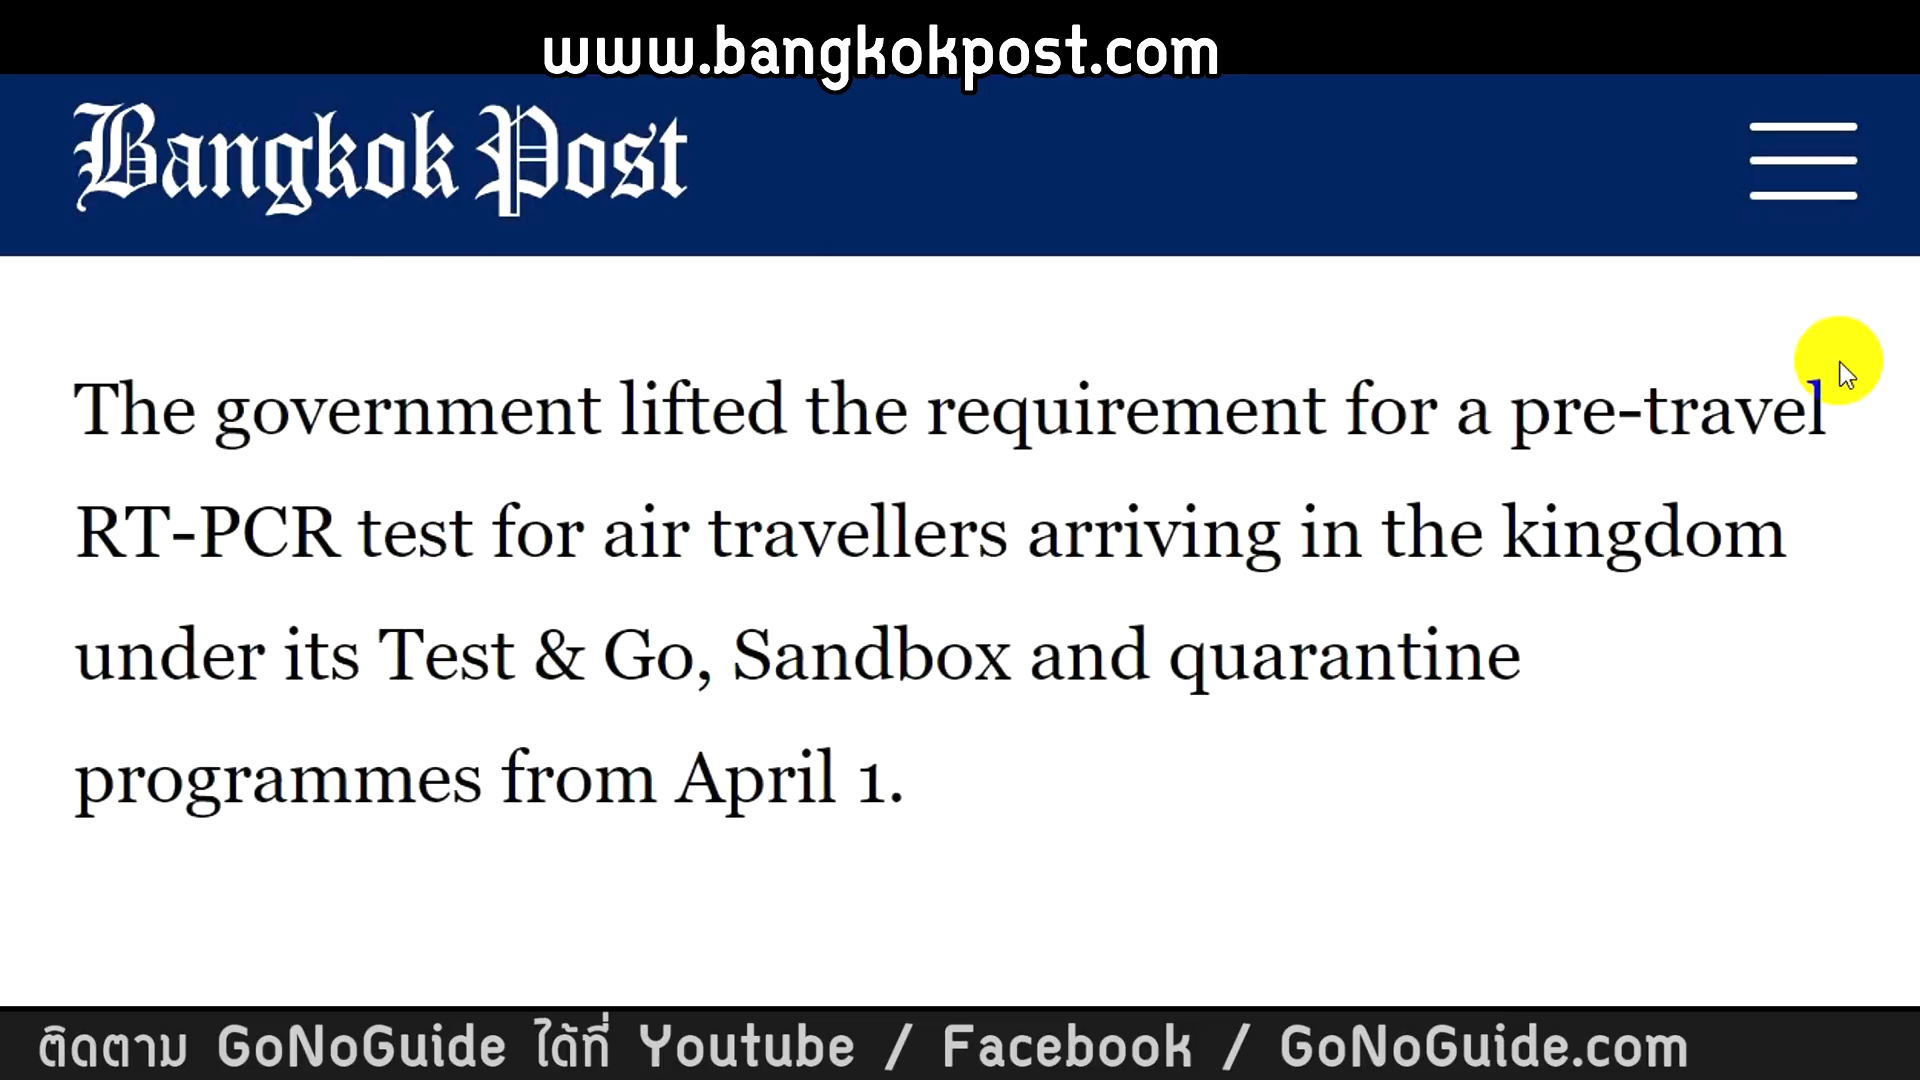 www.bangkokpost.com
Bangkok Post
The government lifted the requirement for a pre-travel
RT-PCR test for air travellers arriving in the kingdom
under its Test & Go, Sandbox and quarantine
programmes from April 1.
ติดตาม GoNoGuide ได้ที่ Youtube / Facebook / GoNoGuide.com